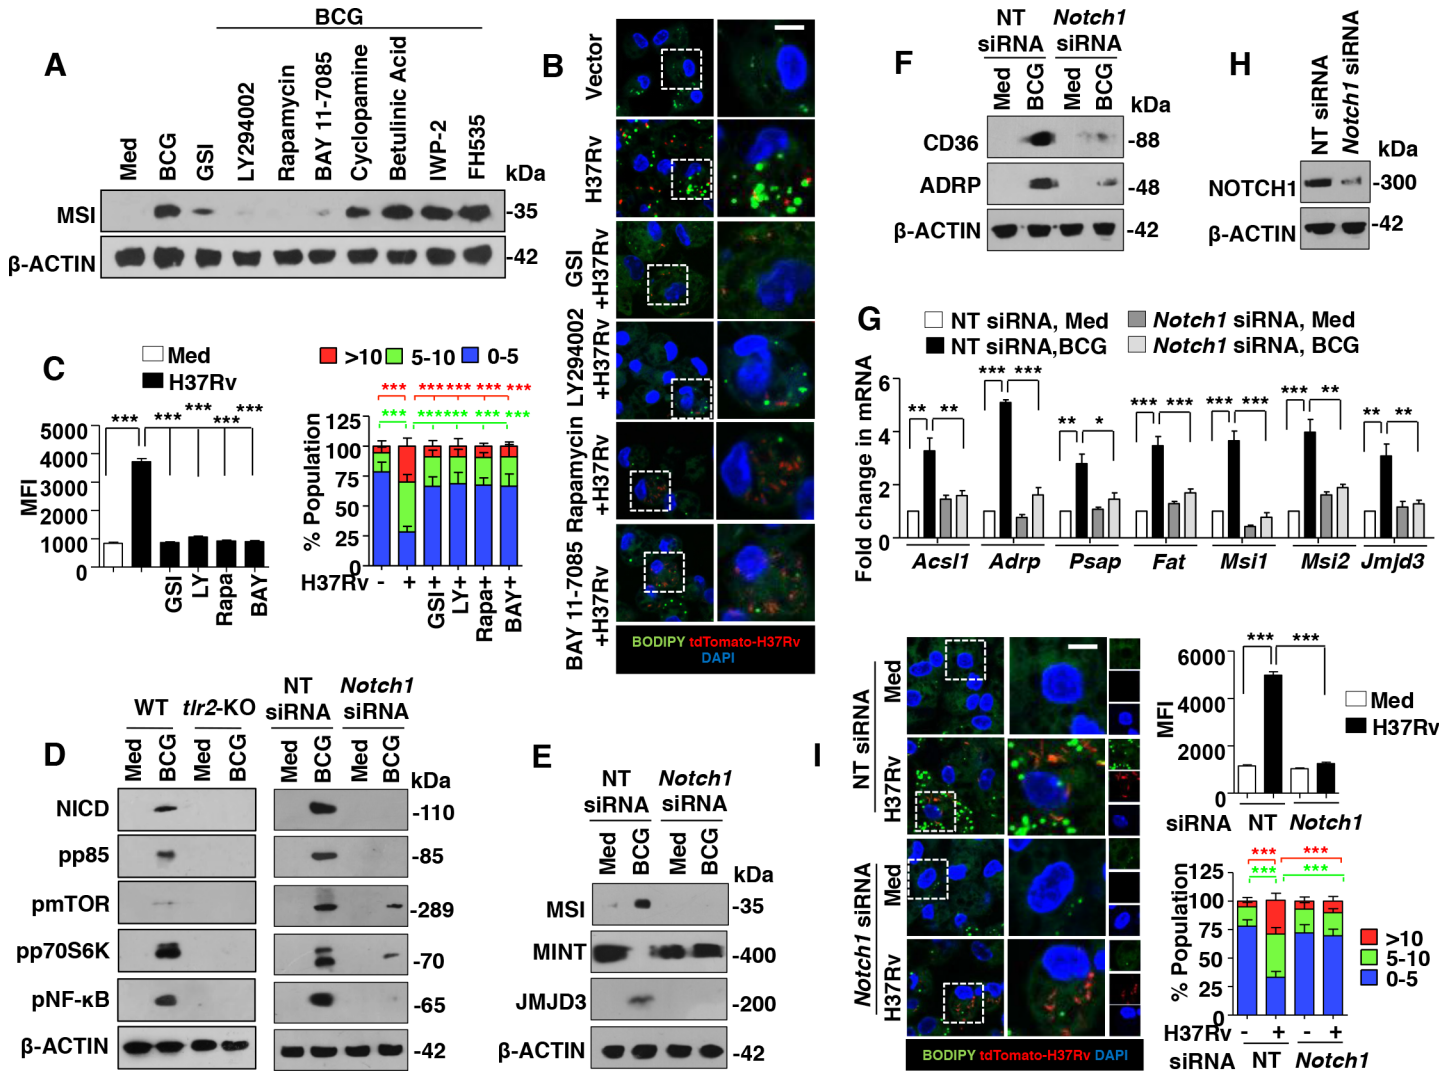 A
BCG
Med
BCG
GSI
LY294002
Rapamycin
BAY 11-7085
Cyclopamine
Betulinic Acid
IWP-2
FH535
kDa
MSI
-35
β-ACTIN
-42
B
Vector
H37Rv
GSI
+H37Rv
LY294002
+H37Rv
Rapamycin
+H37Rv
BAY 11-7085
+H37Rv
BODIPY tdTomato-H37Rv
DAPI
C
Med
H37Rv
*** *** *** *** ***
MFI
5000
4000
3000
2000
1000
0
GSI
LY
Rapa
BAY
>10 5-10 0-5
*** *** *** *** ***
*** *** *** *** ***
% Population
125
100
75
50
25
0
H37Rv - + + + + +
GSI
LY
Rapa
BAY
D
WT tlr2-KO
NT
siRNA
Notch1
siRNA
Med
BCG
Med
BCG
Med
BCG
Med
BCG
kDa
NICD
-110
pp85
-85
pmTOR
-289
pp70S6K
-70
pNF-κB
-65
β-ACTIN
-42
E
NT
siRNA
Notch1
siRNA
Med
BCG
Med
BCG
kDa
MSI
-35
MINT
-400
JMJD3
-200
β-ACTIN
-42
F
NT
siRNA
Notch1
siRNA
Med
BCG
Med
BCG
kDa
CD36
-88
ADRP
-48
β-ACTIN
-42
G
NT siRNA, Med
NT siRNA,BCG
Notch1 siRNA, Med
Notch1 siRNA, BCG
Fold change in mRNA
6
4
2
0
** **
*** ***
** *
*** ***
*** ***
*** **
** **
Acsl1 Adrp Psap Fat Msi1 Msi2 Jmjd3
H
NT siRNA
Notch1 siRNA
kDa
NOTCH1
-300
β-ACTIN
-42
I
NT siRNA
Med
H37Rv
Notch1 siRNA
Med
H37Rv
BODIPY tdTomato-H37Rv DAPI
MFI
6000
4000
2000
0
*** ***
Med
H37Rv
siRNA NT Notch1
% Population
125
100
75
50
25
0
*** ***
*** ***
>10
5-10
0-5
H37Rv - + - +
siRNA NT Notch1